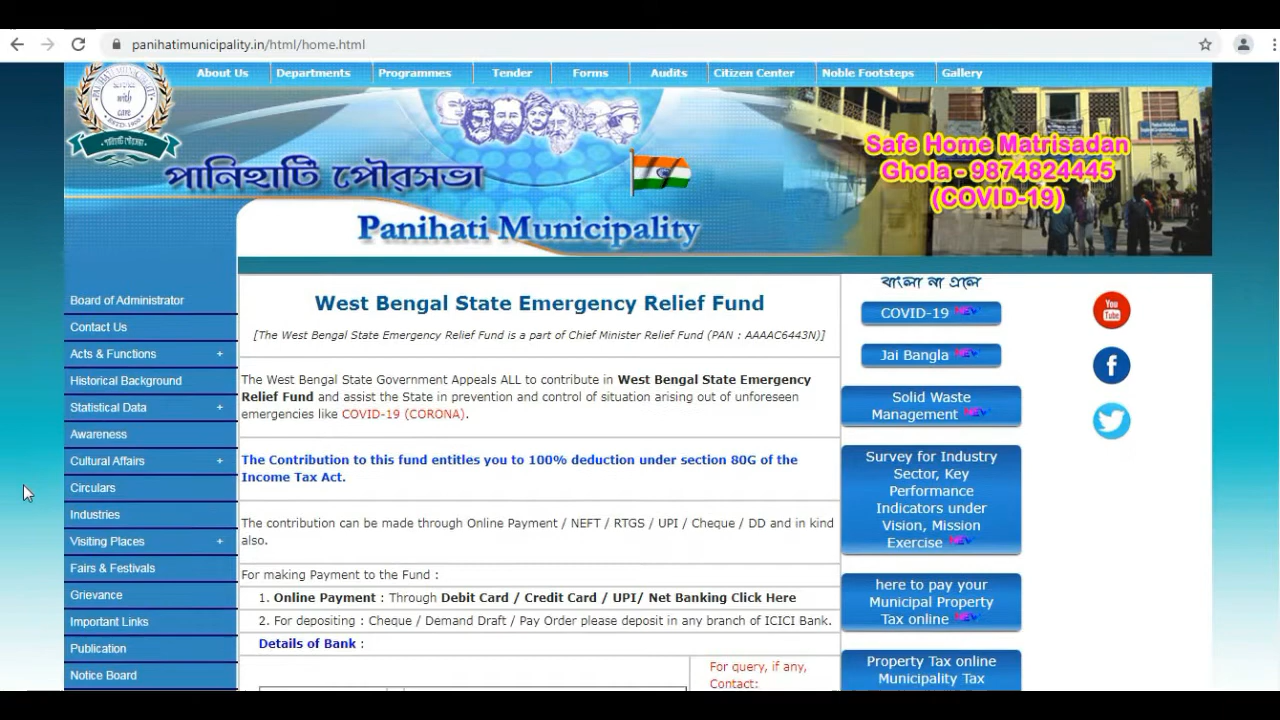 panihatimunicipality.in/html/home.html
About Us
Departments
Programmes
Tender
Forms
Audits
Citizen Center
Noble Footsteps
Gallery
SERVICE
with
পানিহাটি পৌরসভা
Panihati Municipality
Safe Home Matrisadan
Ghola - 9874824445
(COVID-19)
Board of Administrator
Contact Us
Acts & Functions +
Historical Background
Statistical Data +
Awareness
Cultural Affairs +
Circulars
Industries
Visiting Places +
Fairs & Festivals
Grievance
Important Links
Publication
Notice Board
West Bengal State Emergency Relief Fund
[The West Bengal State Emergency Relief Fund is a part of Chief Minister Relief Fund (PAN : AAAAC6443N)]
The West Bengal State Government Appeals ALL to contribute in West Bengal State Emergency
Relief Fund and assist the State in prevention and control of situation arising out of unforeseen
emergencies like COVID-19 (CORONA).
The Contribution to this fund entitles you to 100% deduction under section 80G of the
Income Tax Act.
The contribution can be made through Online Payment / NEFT / RTGS / UPI / Cheque / DD and in kind
also.
For making Payment to the Fund :
1. Online Payment : Through Debit Card / Credit Card / UPI/ Net Banking Click Here
2. For depositing : Cheque / Demand Draft / Pay Order please deposit in any branch of ICICI Bank.
Details of Bank :
For query, if any,
Contact:
COVID-19 NEW
Jai Bangla NEW
Solid Waste
Management NEW
Survey for Industry
Sector, Key
Performance
Indicators under
Vision, Mission
Exercise NEW
here to pay your
Municipal Property
Tax online NEW
Property Tax online
Municipality Tax
You
Tube